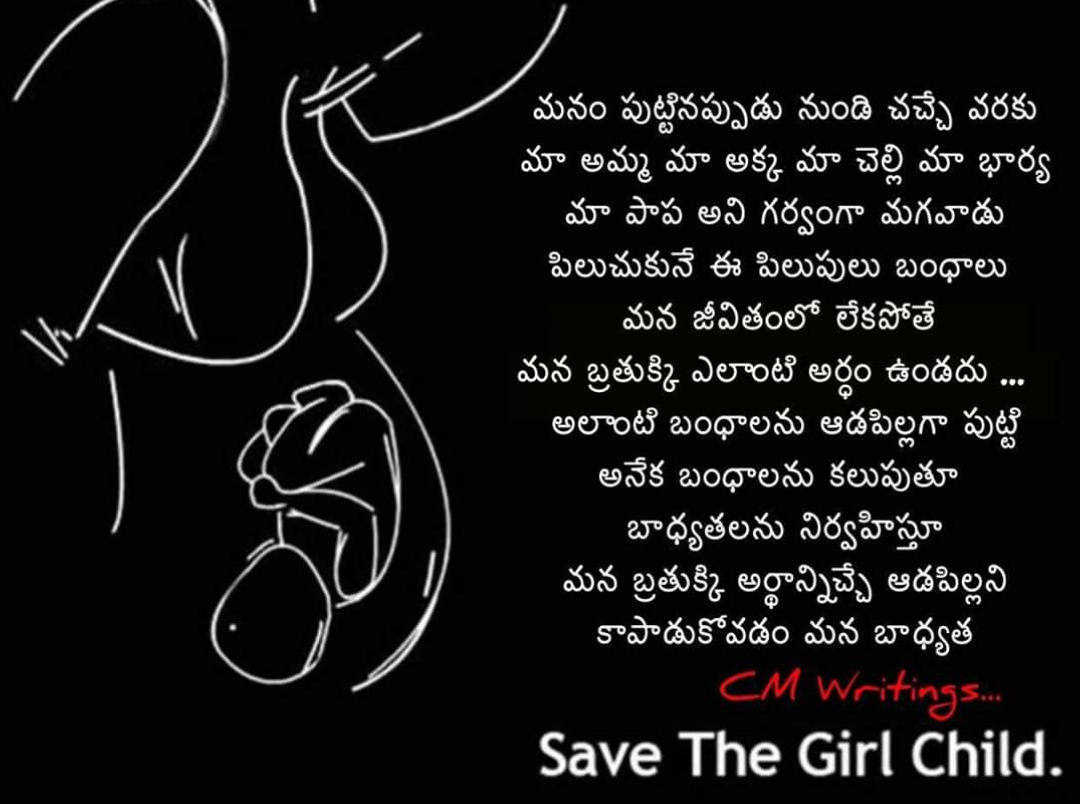 మనం పుట్టినప్పుడు నుండి చచ్చే వరకు
మా అమ్మ మా అక్క మా చెల్లి మా భార్య
మా పాప అని గర్వంగా మగవాడు
పిలుచుకునే ఈ పిలుపులు బంధాలు
మన జీవితంలో లేకపోతే
మన బ్రతుక్కి ఎలాంటి అర్ధం ఉండదు ...
అలాంటి బంధాలను ఆడపిల్లగా పుట్టి
అనేక బంధాలను కలుపుతూ
బాధ్యతలను నిర్వహిస్తూ
మన బ్రతుక్కి అర్థాన్నిచ్చే ఆడపిల్లని
కాపాడుకోవడం మన బాధ్యత
CM Writings...
Save The Girl Child.